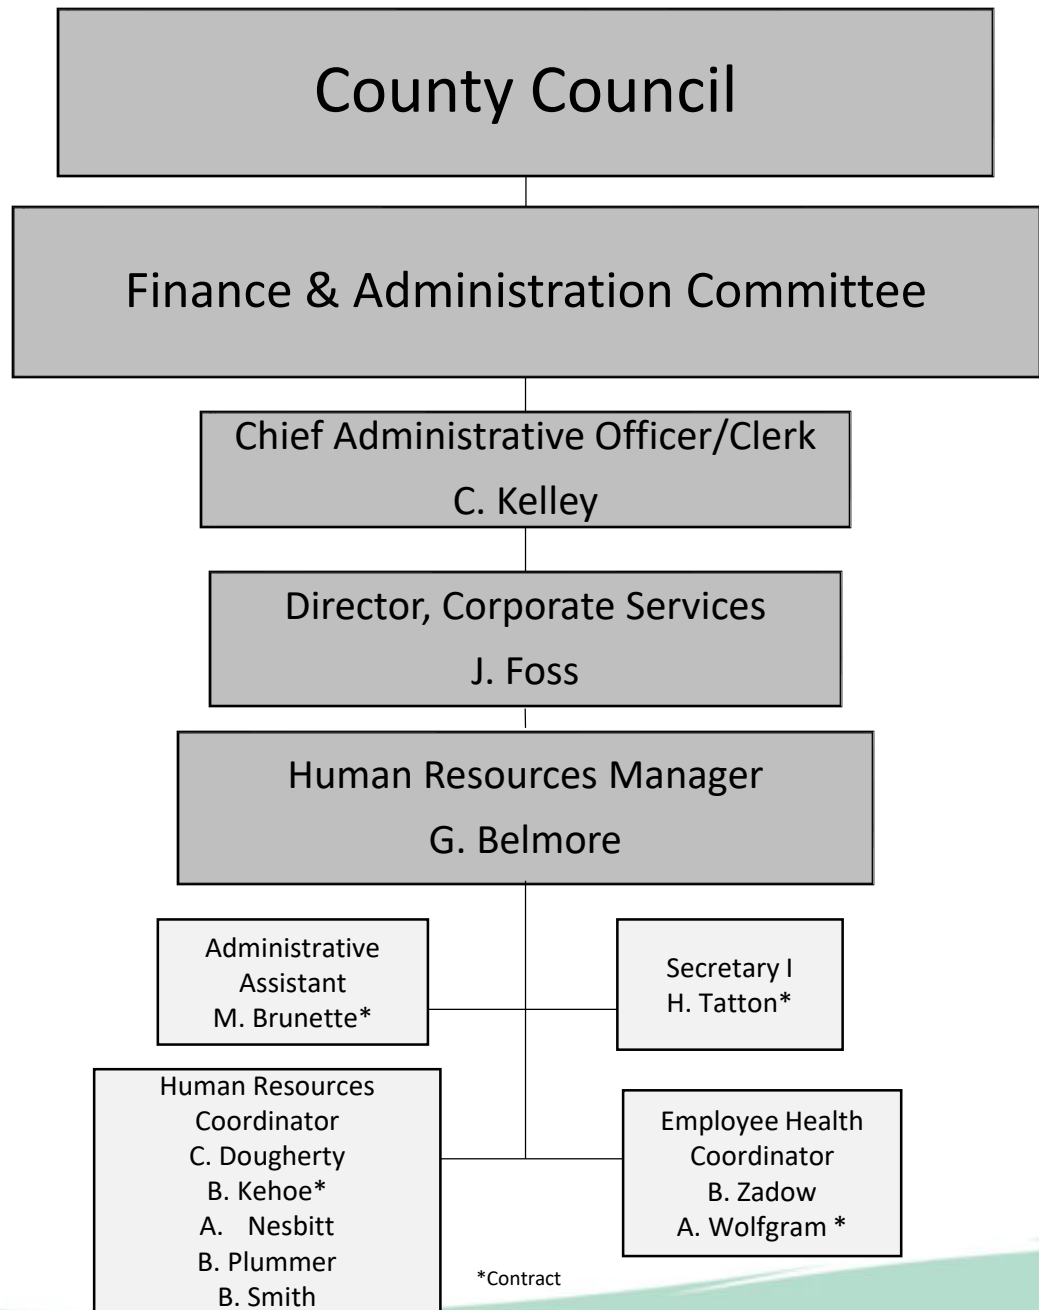 County Council
Finance & Administration Committee
Chief Administrative Officer/Clerk
C. Kelley
Director, Corporate Services
J. Foss
Human Resources Manager
G. Belmore
Administrative
Assistant
M. Brunette*
Secretary I
H. Tatton*
Human Resources
Coordinator
C. Dougherty
B. Kehoe*
A. Nesbitt
B. Plummer
B. Smith
Employee Health
Coordinator
B. Zadow
A. Wolfgram *
*Contract